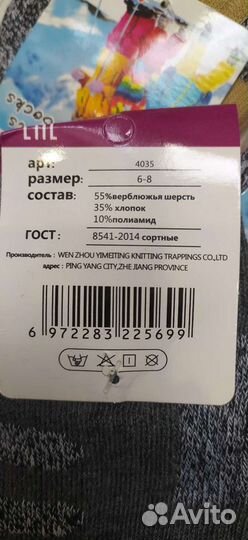 Socks
арт: 4035
размер: 6-8
состав: 55%верблюжья шерсть
35% хлопок
10%полиамид
ГОСТ: 8541-2014 сортные
Производитель: WEN ZHOU YIMEITING KNITTING TRAPPINGS CO.,LTD
адрес: PING YANG CITY,ZHE JIANG PROVINCE
6 972283 225699
Avito